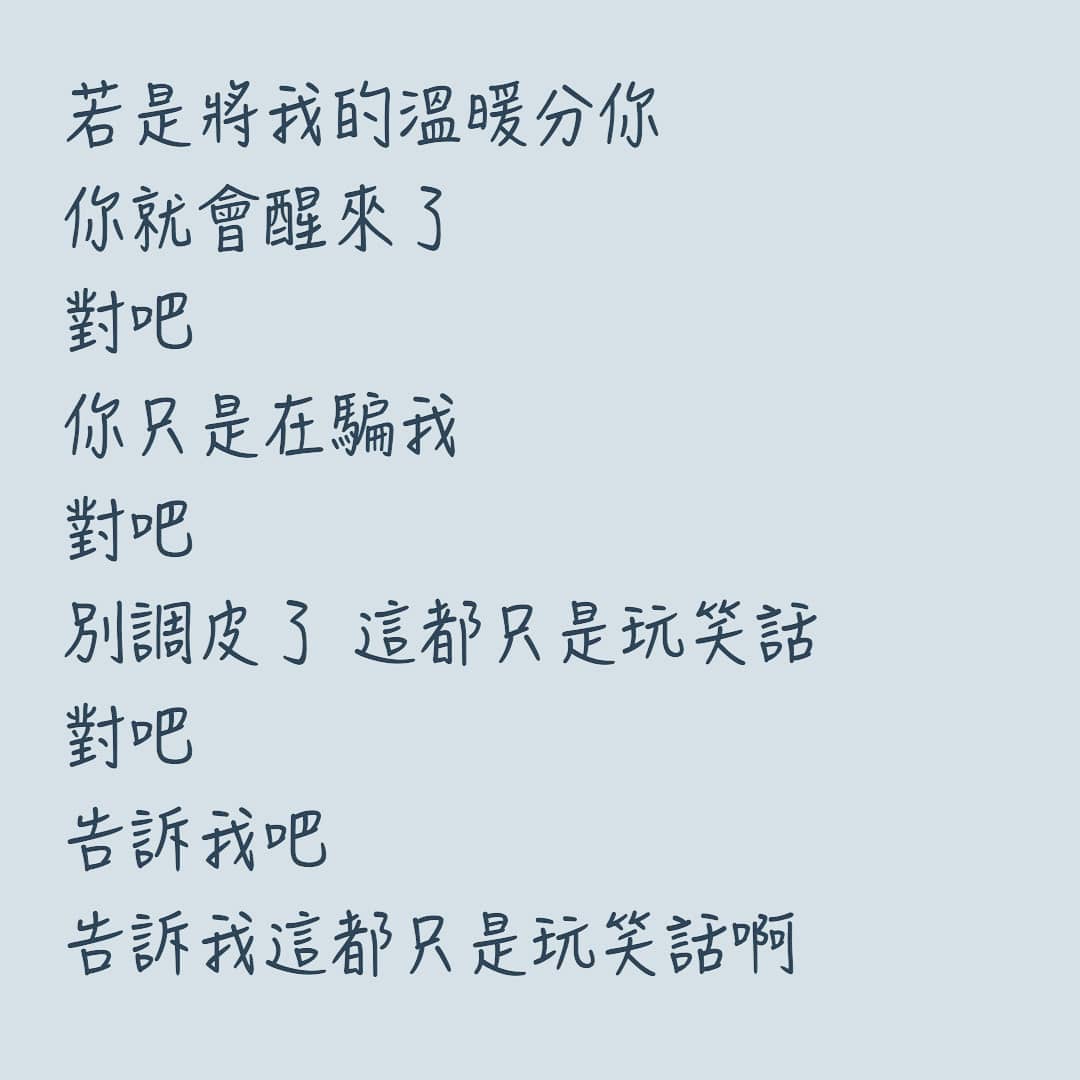 若是將我的溫暖分你
你就會醒來了
對吧
你只是在騙我
對吧
別調皮了 這都只是玩笑話
對吧
告訴我吧
告訴我這都只是玩笑話啊